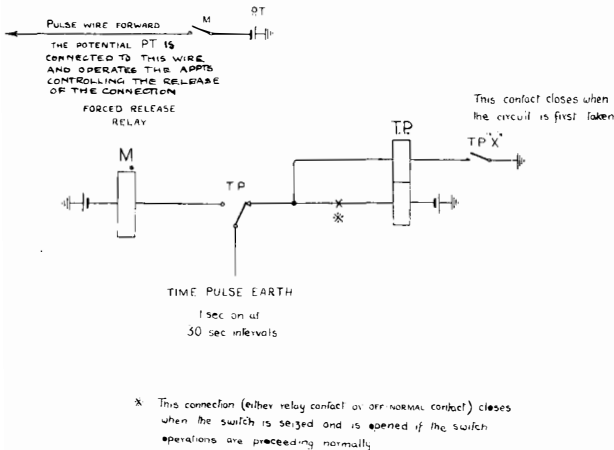 PULSE WIRE FORWARD
M
PT
THE POTENTIAL PT IS
CONNECTED TO THIS WIRE
AND OPERATES THE APPTS
CONTROLLING THE RELEASE
OF THE CONNECTION
FORCED RELEASE
RELAY
This contact closes when
the circuit is first taken
T.P.
TP "X"
M.
TP
*
TIME PULSE EARTH
1 sec on at
30 sec intervals
* This connection (either relay contact or OFF NORMAL contact) closes
when the switch is seized and is opened if the switch
operations are proceeding normally